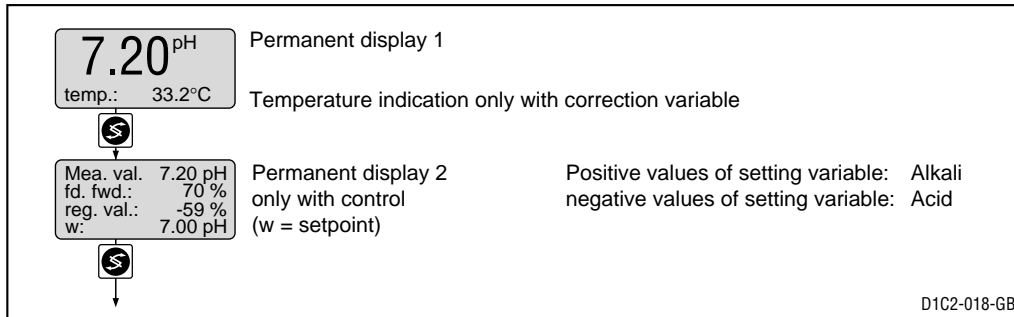 7.20 pH
Permanent display 1
temp.: 33.2°C
Temperature indication only with correction variable
Mea. val. 7.20 pH
fd. fwd.: 70 %
reg. val.: -59 %
w: 7.00 pH
Permanent display 2
only with control
(w = setpoint)
Positive values of setting variable: Alkali
negative values of setting variable: Acid
D1C2-018-GB